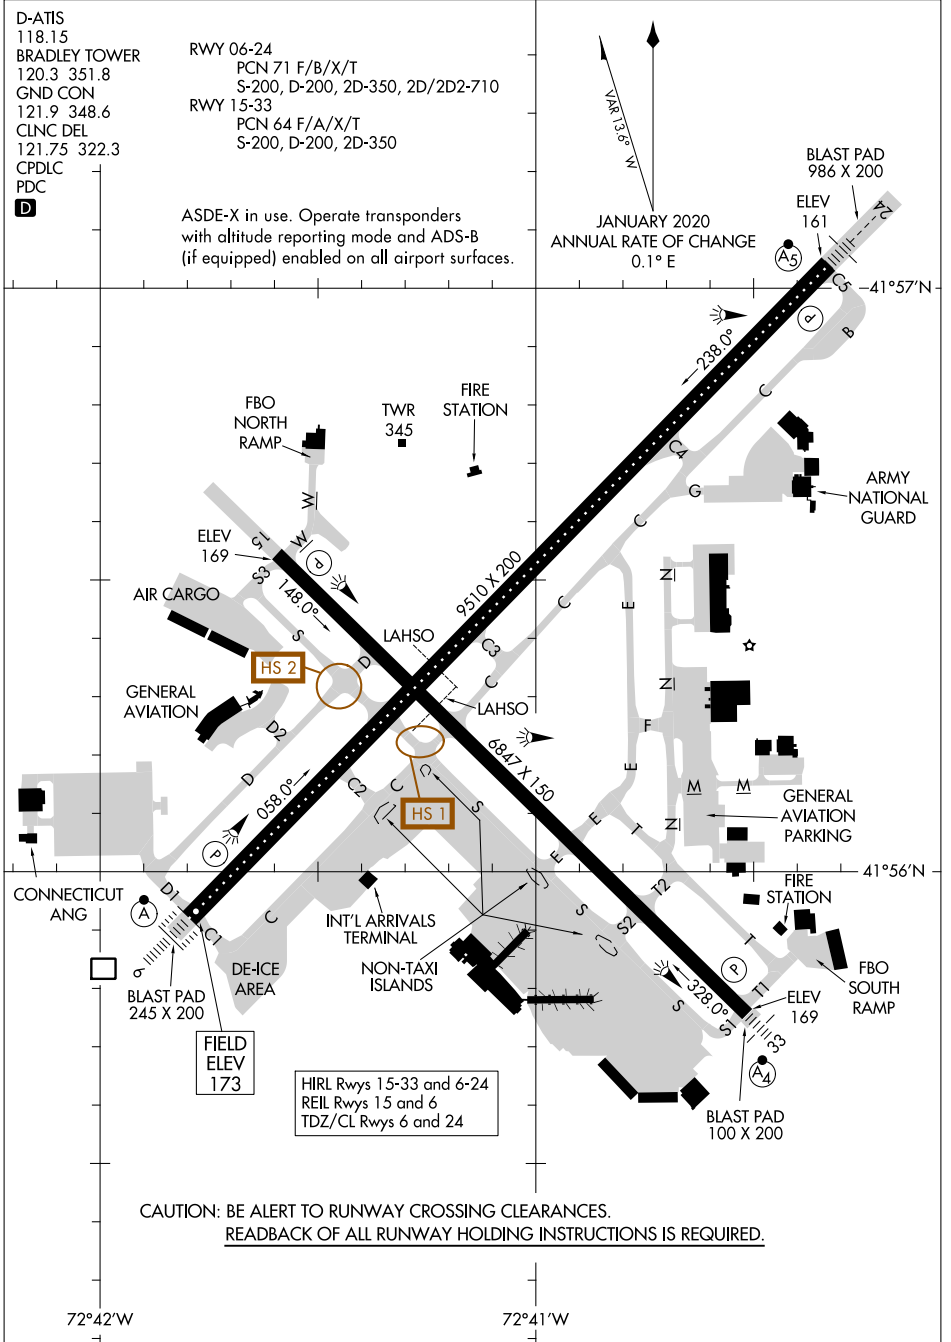 D-ATIS
118.15
BRADLEY TOWER
120.3 351.8
GND CON
121.9 348.6
CLNC DEL
121.75 322.3
CPDLC
PDC
D
RWY 06-24
PCN 71 F/B/X/T
S-200, D-200, 2D-350, 2D/2D2-710
RWY 15-33
PCN 64 F/A/X/T
S-200, D-200, 2D-350
ASDE-X in use. Operate transponders
with altitude reporting mode and ADS-B
(if equipped) enabled on all airport surfaces.
VAR 13.6° W
JANUARY 2020
ANNUAL RATE OF CHANGE
0.1° E
BLAST PAD
986 X 200
ELEV
161
24
A5
C5
41°57'N
P
B
238.0°
C
FBO
NORTH
RAMP
TWR
345
FIRE
STATION
C4
G
ARMY
NATIONAL
GUARD
W
W
C
ELEV
169
15
P
S3
148.0°
9510 X 200
AIR CARGO
S
E
N
C
LAHSO
D
C3
HS 2
C
N
GENERAL
AVIATION
LAHSO
D2
F
6847 X 150
D
058.0°
C2
C
C
S
E
M
M
HS 1
GENERAL
AVIATION
PARKING
E
T
N
P
E
41°56'N
CONNECTICUT
ANG
D1
A
C1
C
INT'L ARRIVALS
TERMINAL
S
T2
S2
T
FIRE
STATION
6
DE-ICE
AREA
NON-TAXI
ISLANDS
P
328.0°
S
T1
FBO
SOUTH
RAMP
BLAST PAD
245 X 200
ELEV
169
S1
33
FIELD
ELEV
173
A4
HIRL Rwys 15-33 and 6-24
REIL Rwys 15 and 6
TDZ/CL Rwys 6 and 24
BLAST PAD
100 X 200
CAUTION: BE ALERT TO RUNWAY CROSSING CLEARANCES.
READBACK OF ALL RUNWAY HOLDING INSTRUCTIONS IS REQUIRED.
72°42'W
72°41'W